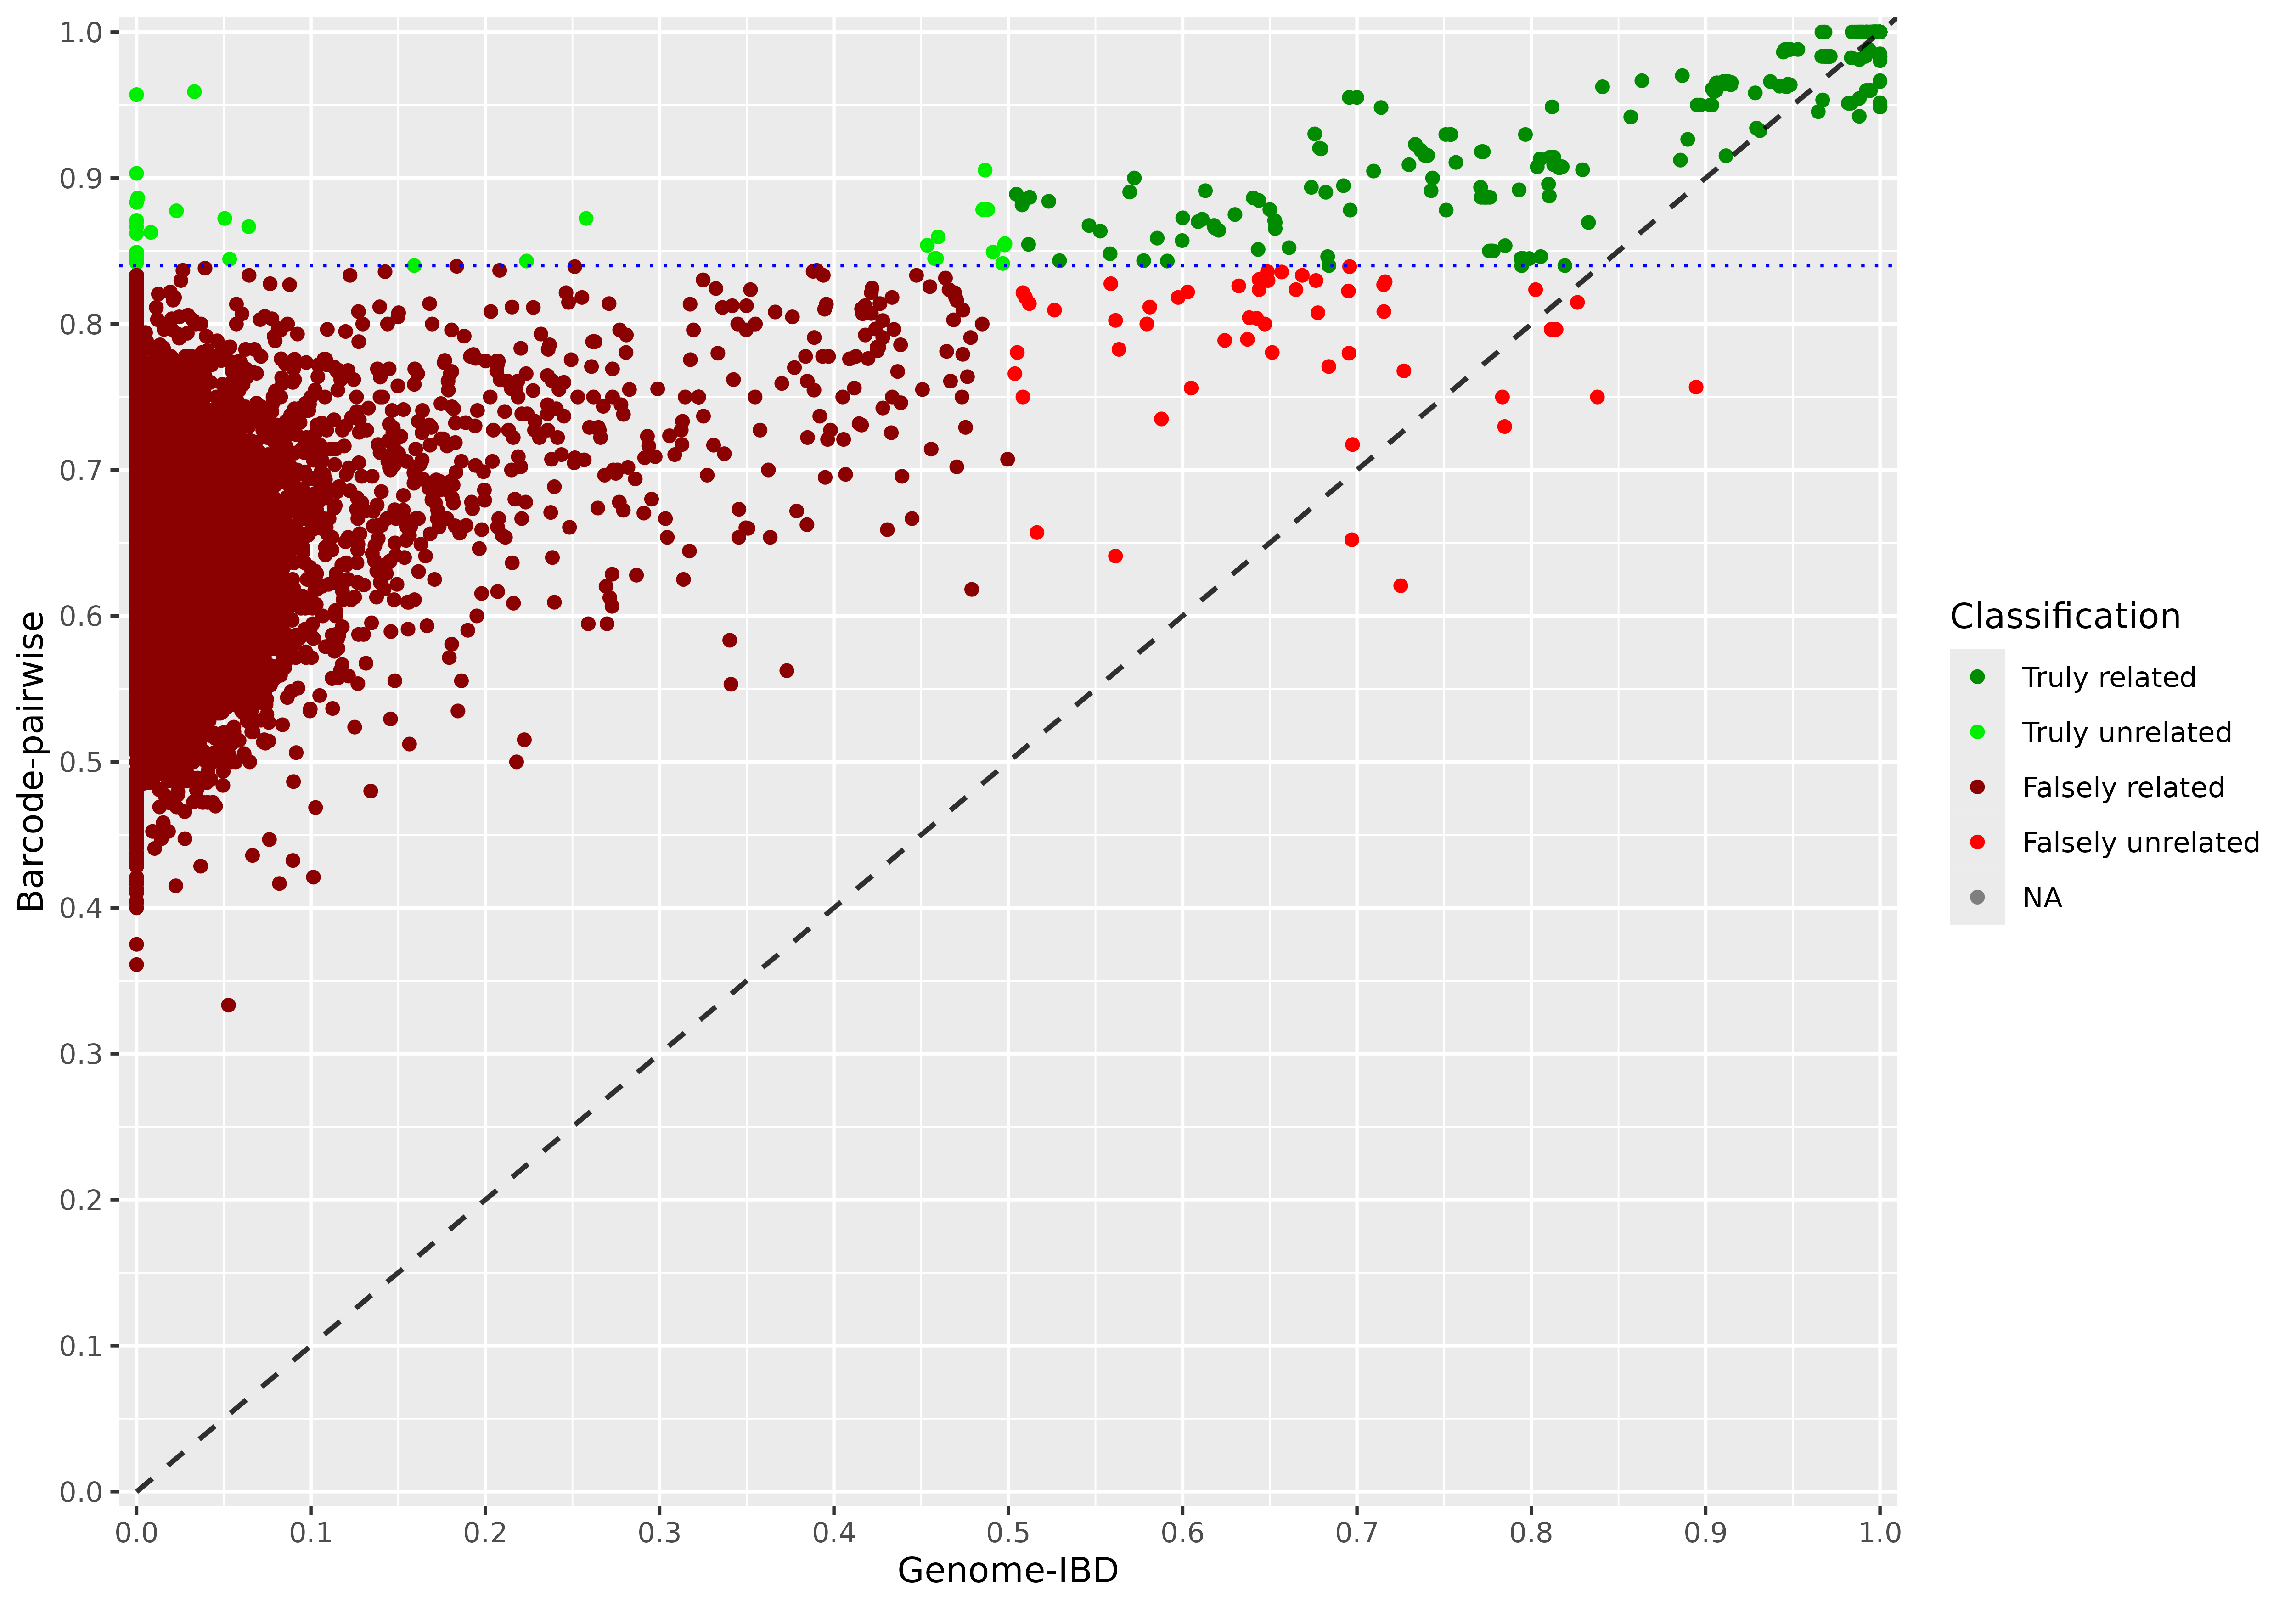 1.0
0.9
0.8
0.7
0.6
0.5
0.4
0.3
0.2
0.1
0.0
Barcode-pairwise
0.0 0.1 0.2 0.3 0.4 0.5 0.6 0.7 0.8 0.9 1.0
Genome-IBD
Classification
Truly related
Truly unrelated
Falsely related
Falsely unrelated
NA